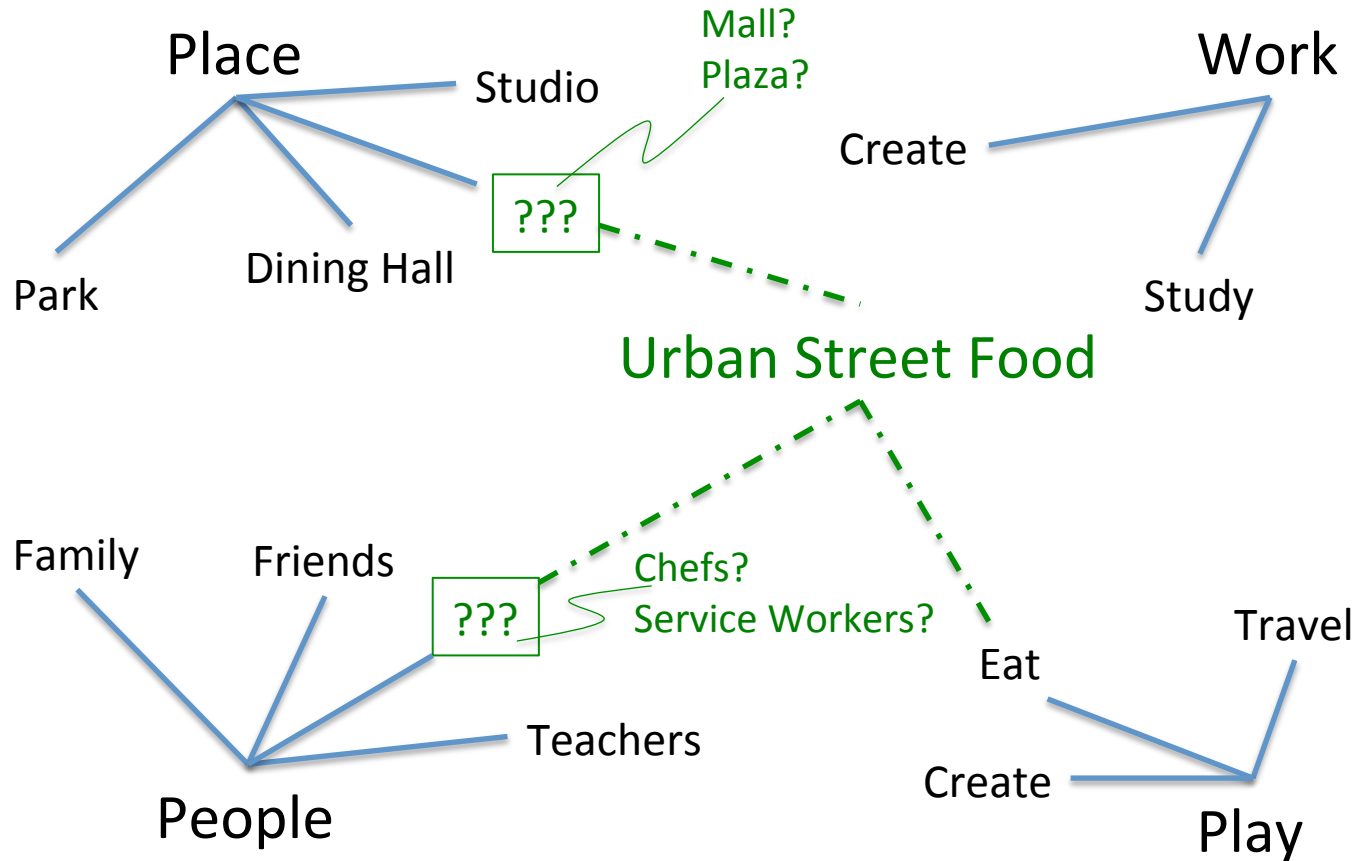 Mall?
Plaza?
Place
Work
Studio
Create
???
Dining Hall
Park
Study
Urban Street Food
Family
Friends
Chefs?
Service Workers?
???
Travel
Eat
Teachers
Create
People
Play